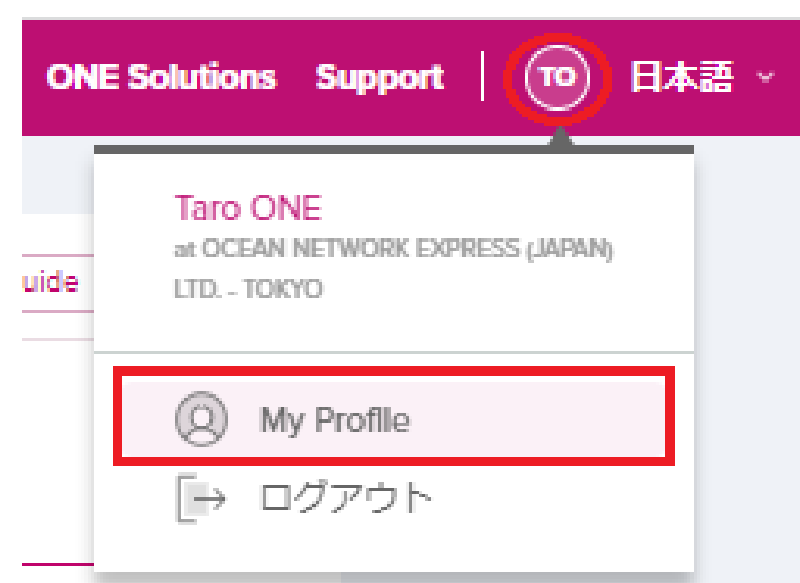 ONE Solutions Support TO 日本語
Taro ONE
at OCEAN NETWORK EXPRESS (JAPAN)
LTD. - TOKYO
uide
My Profile
ログアウト